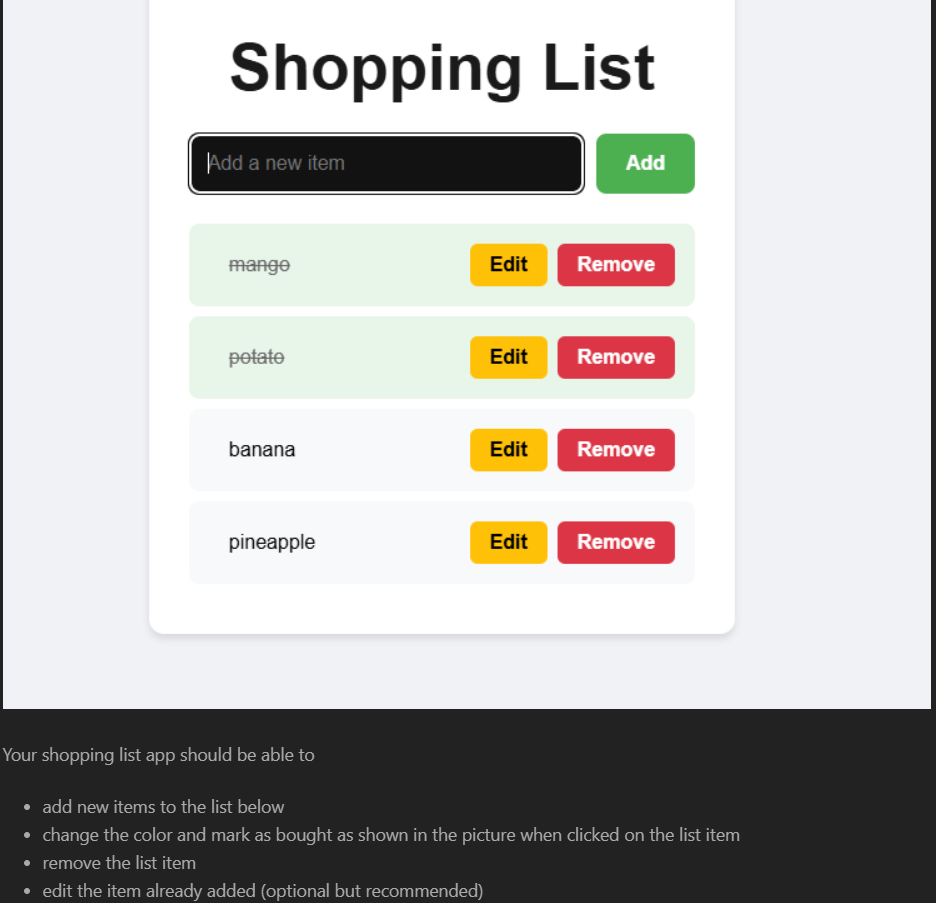 Shopping List
Add a new item Add
mango Edit Remove
potato Edit Remove
banana Edit Remove
pineapple Edit Remove
Your shopping list app should be able to
• add new items to the list below
• change the color and mark as bought as shown in the picture when clicked on the list item
• remove the list item
• edit the item already added (optional but recommended)